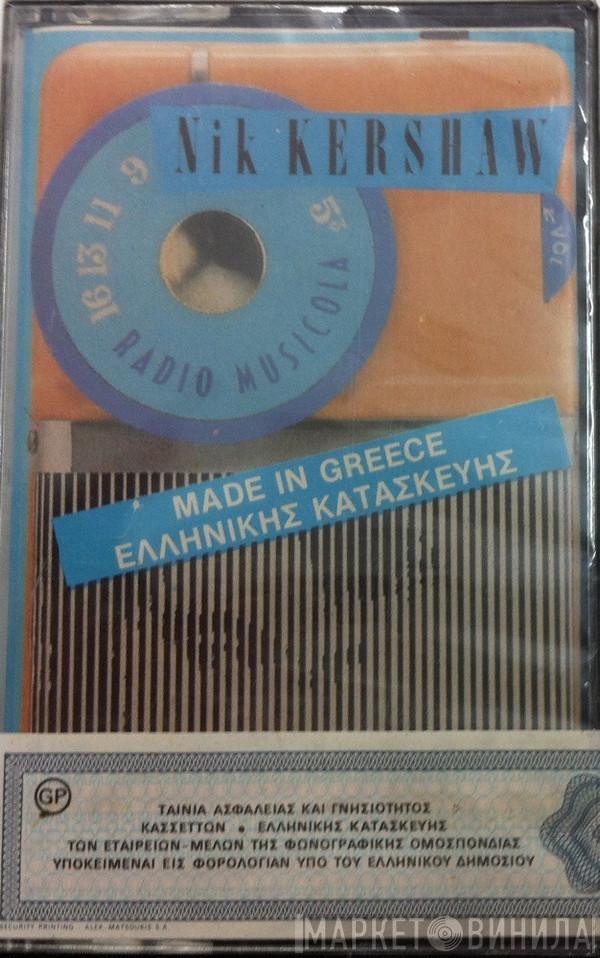 Nik KERSHAW
16 13 11 9
5½
RADIO MUSICOLA
MADE IN GREECE
ΕΛΛΗΝΙΚΗΣ ΚΑΤΑΣΚΕΥΗΣ
GP
ΤΑΙΝΙΑ ΑΣΦΑΛΕΙΑΣ ΚΑΙ ΓΝΗΣΙΟΤΗΤΟΣ
ΚΑΣΣΕΤΤΩΝ • ΕΛΛΗΝΙΚΗΣ ΚΑΤΑΣΚΕΥΗΣ
ΤΩΝ ΕΤΑΙΡΕΙΩΝ-ΜΕΛΩΝ ΤΗΣ ΦΩΝΟΓΡΑΦΙΚΗΣ ΟΜΟΣΠΟΝΔΙΑΣ
ΥΠΟΚΕΙΜΕΝΑΙ ΕΙΣ ΦΟΡΟΛΟΓΙΑΝ ΥΠΟ ΤΟΥ ΕΛΛΗΝΙΚΟΥ ΔΗΜΟΣΙΟΥ
SECURITY PRINTING ALEX. MATSOUKIS S.A.
МАРКЕТ ВИНИЛА